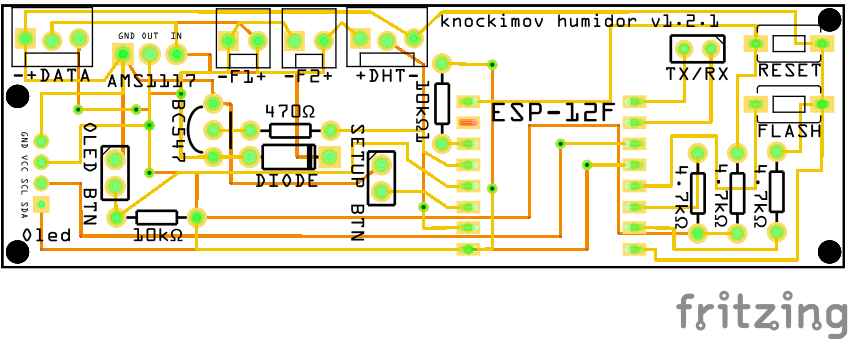 knockimov humidor v1.2.1
GND OUT IN
-+DATA
AMS1117
-F1+
-F2+
+DHT-
TX/RX
RESET
BC547
470Ω
10kΩ1
ESP-12F
FLASH
GND
VCC
SCL
SDA
OLED BTN
DIODE
SETUP BTN
4.7kΩ
4.7kΩ
4.7kΩ
Oled
10kΩ
fritzing